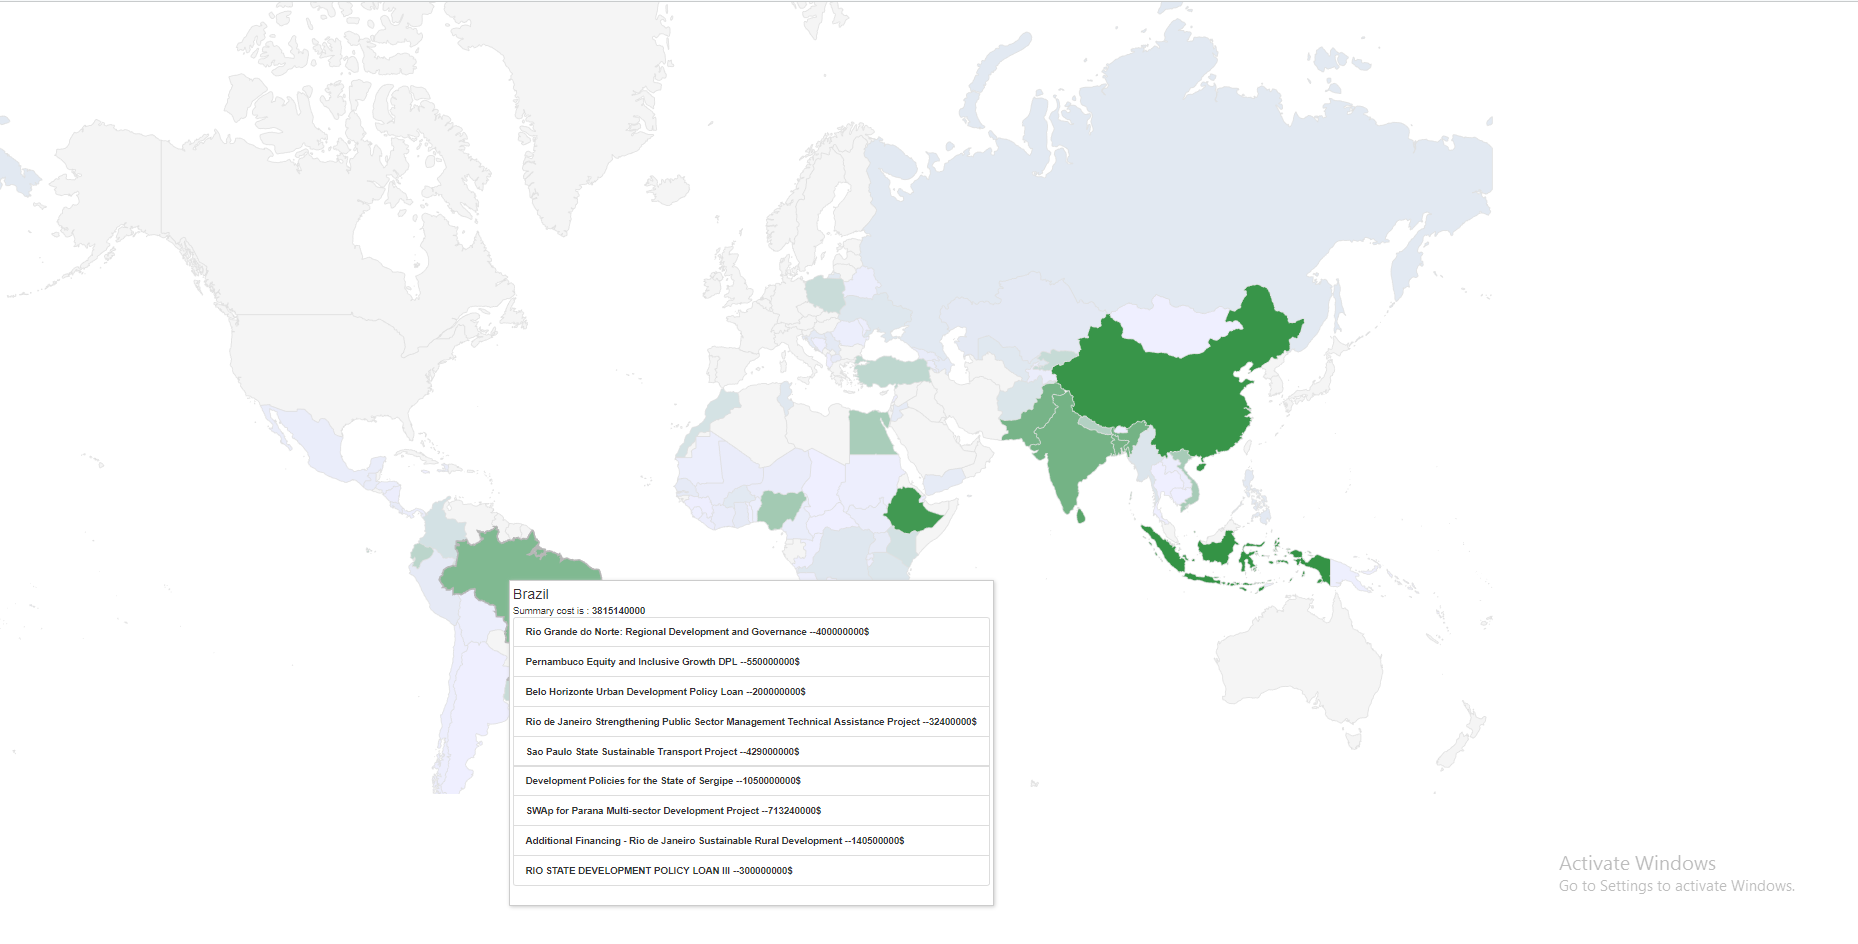 Brazil
Summary cost is : 3815140000
Rio Grande do Norte: Regional Development and Governance --400000000$
Pernambuco Equity and Inclusive Growth DPL --550000000$
Belo Horizonte Urban Development Policy Loan --200000000$
Rio de Janeiro Strengthening Public Sector Management Technical Assistance Project --32400000$
Sao Paulo State Sustainable Transport Project --429000000$
Development Policies for the State of Sergipe --1050000000$
SWAp for Parana Multi-sector Development Project --713240000$
Additional Financing - Rio de Janeiro Sustainable Rural Development --140500000$
RIO STATE DEVELOPMENT POLICY LOAN III --300000000$
Activate Windows
Go to Settings to activate Windows.